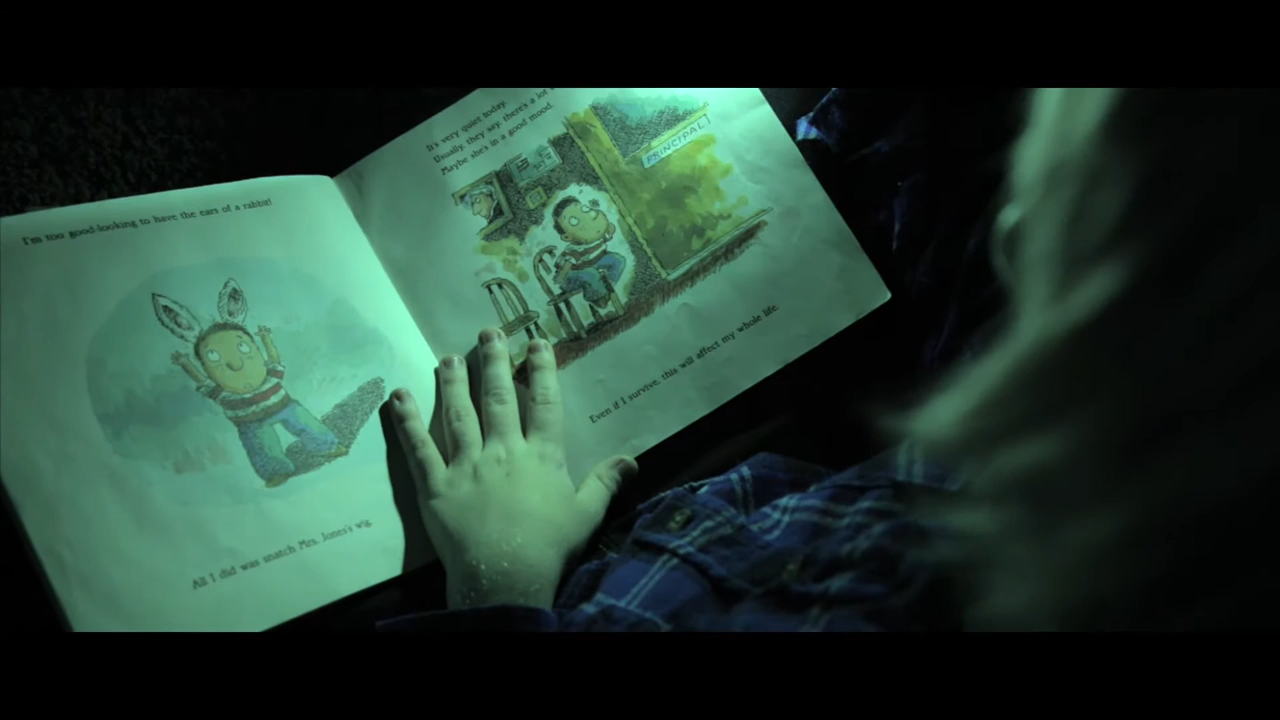 I'm too good-looking to have the ears of a rabbit!
All I did was snatch Mrs. Jones's wig.
It's very quiet today.
Usually, they say, there's a lot
Maybe she's in a good mood.
PRINCIPAL
Even if I survive, this will affect my whole life.